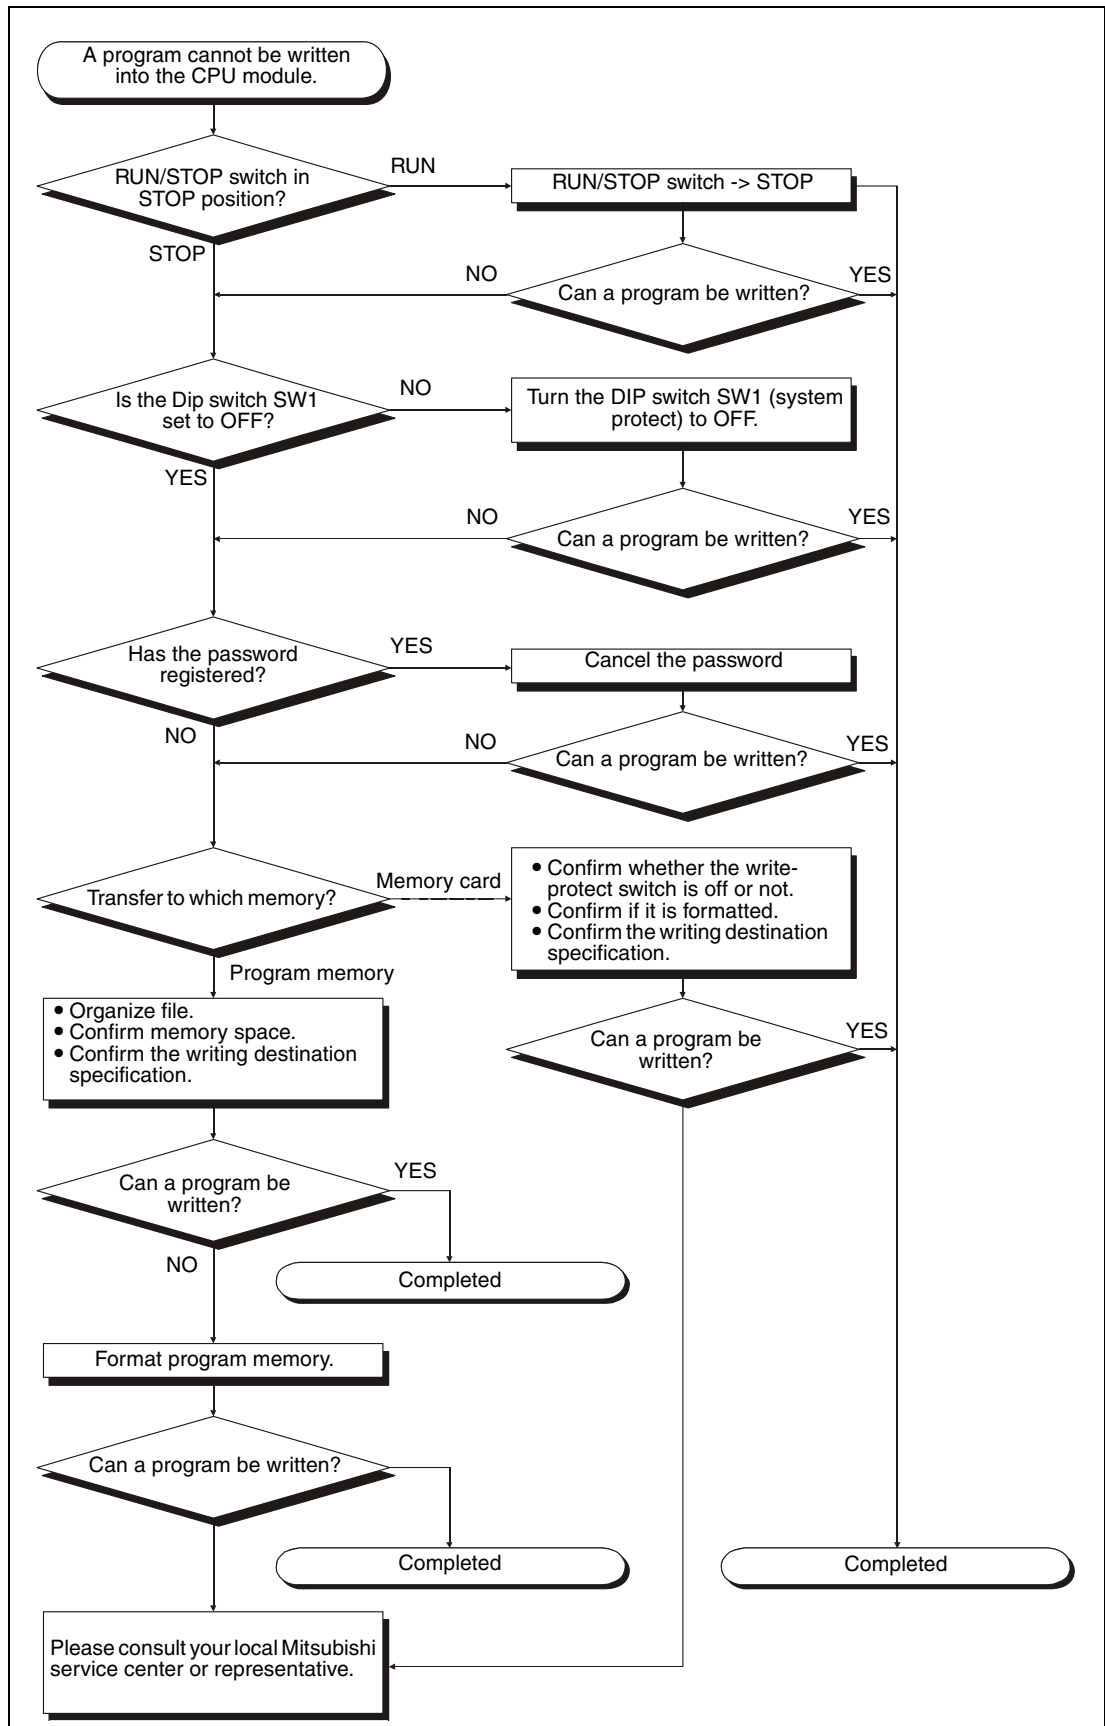 A program cannot be written
into the CPU module.
RUN/STOP switch in
STOP position?
RUN
RUN/STOP switch -> STOP
STOP
NO
Can a program be written?
YES
Is the Dip switch SW1
set to OFF?
NO
Turn the DIP switch SW1 (system
protect) to OFF.
YES
NO
Can a program be written?
YES
Has the password
registered?
YES
Cancel the password
NO
NO
Can a program be written?
YES
Transfer to which memory?
Memory card
• Confirm whether the write-
protect switch is off or not.
• Confirm if it is formatted.
• Confirm the writing destination
specification.
Program memory
• Organize file.
• Confirm memory space.
• Confirm the writing destination
specification.
Can a program be
written?
YES
Can a program be
written?
YES
NO
Completed
Format program memory.
Can a program be written?
Completed
Completed
Please consult your local Mitsubishi
service center or representative.